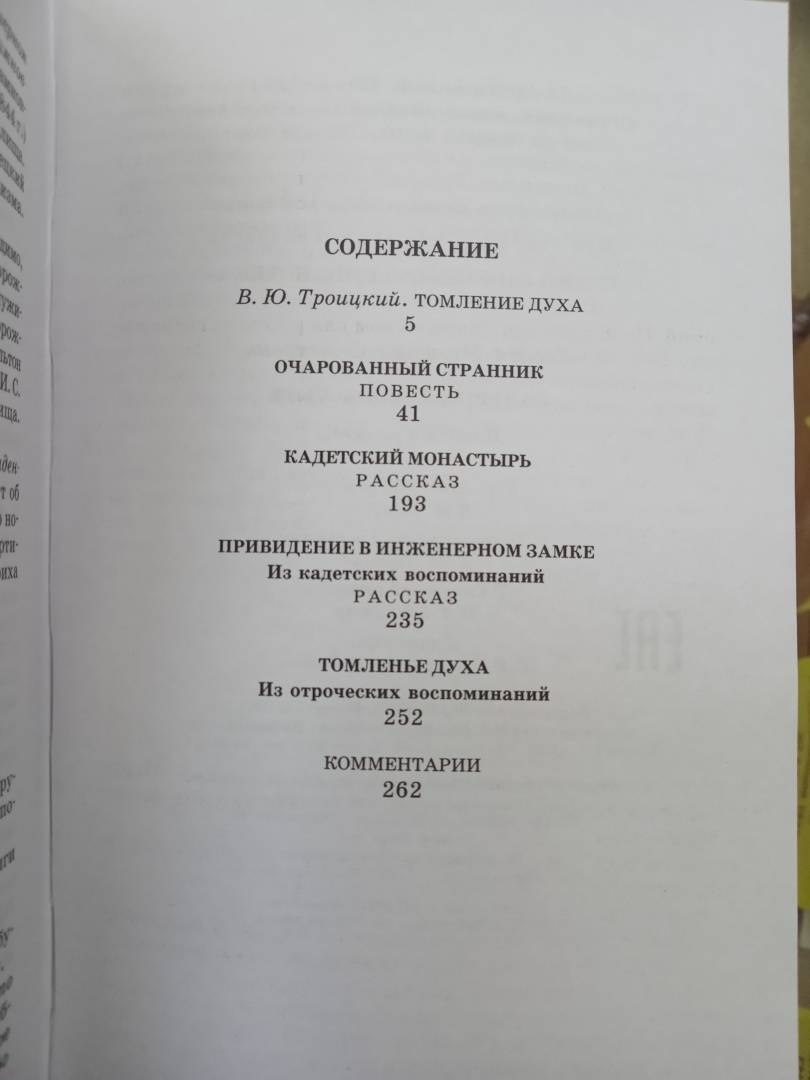 СОДЕРЖАНИЕ
В. Ю. Троицкий. ТОМЛЕНИЕ ДУХА
5
ОЧАРОВАННЫЙ СТРАННИК
ПОВЕСТЬ
41
КАДЕТСКИЙ МОНАСТЫРЬ
РАССКАЗ
193
ПРИВИДЕНИЕ В ИНЖЕНЕРНОМ ЗАМКЕ
Из кадетских воспоминаний
РАССКАЗ
235
ТОМЛЕНЬЕ ДУХА
Из отроческих воспоминаний
252
КОММЕНТАРИИ
262